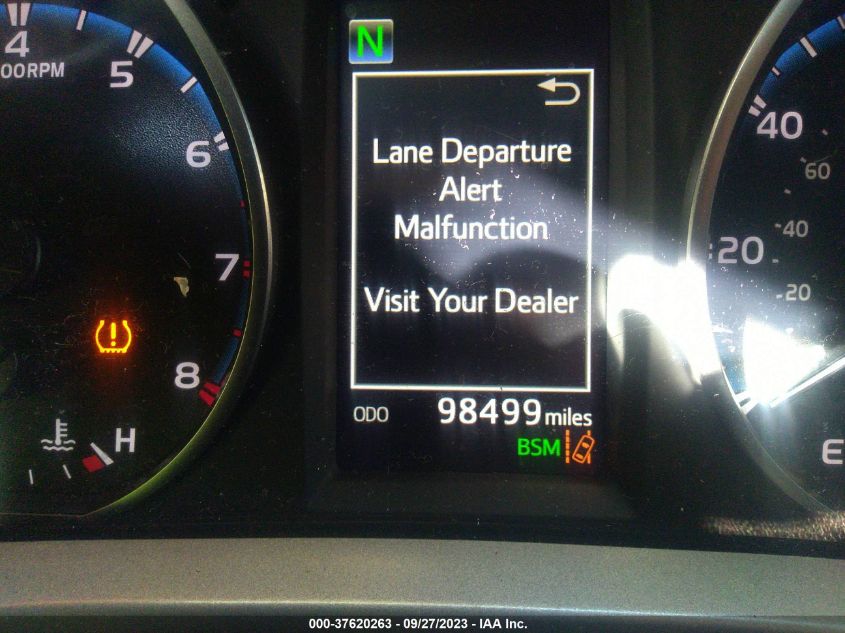 4
00RPM
5
6
7
8
H
N
Lane Departure
Alert
Malfunction
Visit Your Dealer
ODO 98499 miles
BSM
40
60
40
20
20
E
000-37620263 - 09/27/2023 - IAA Inc.